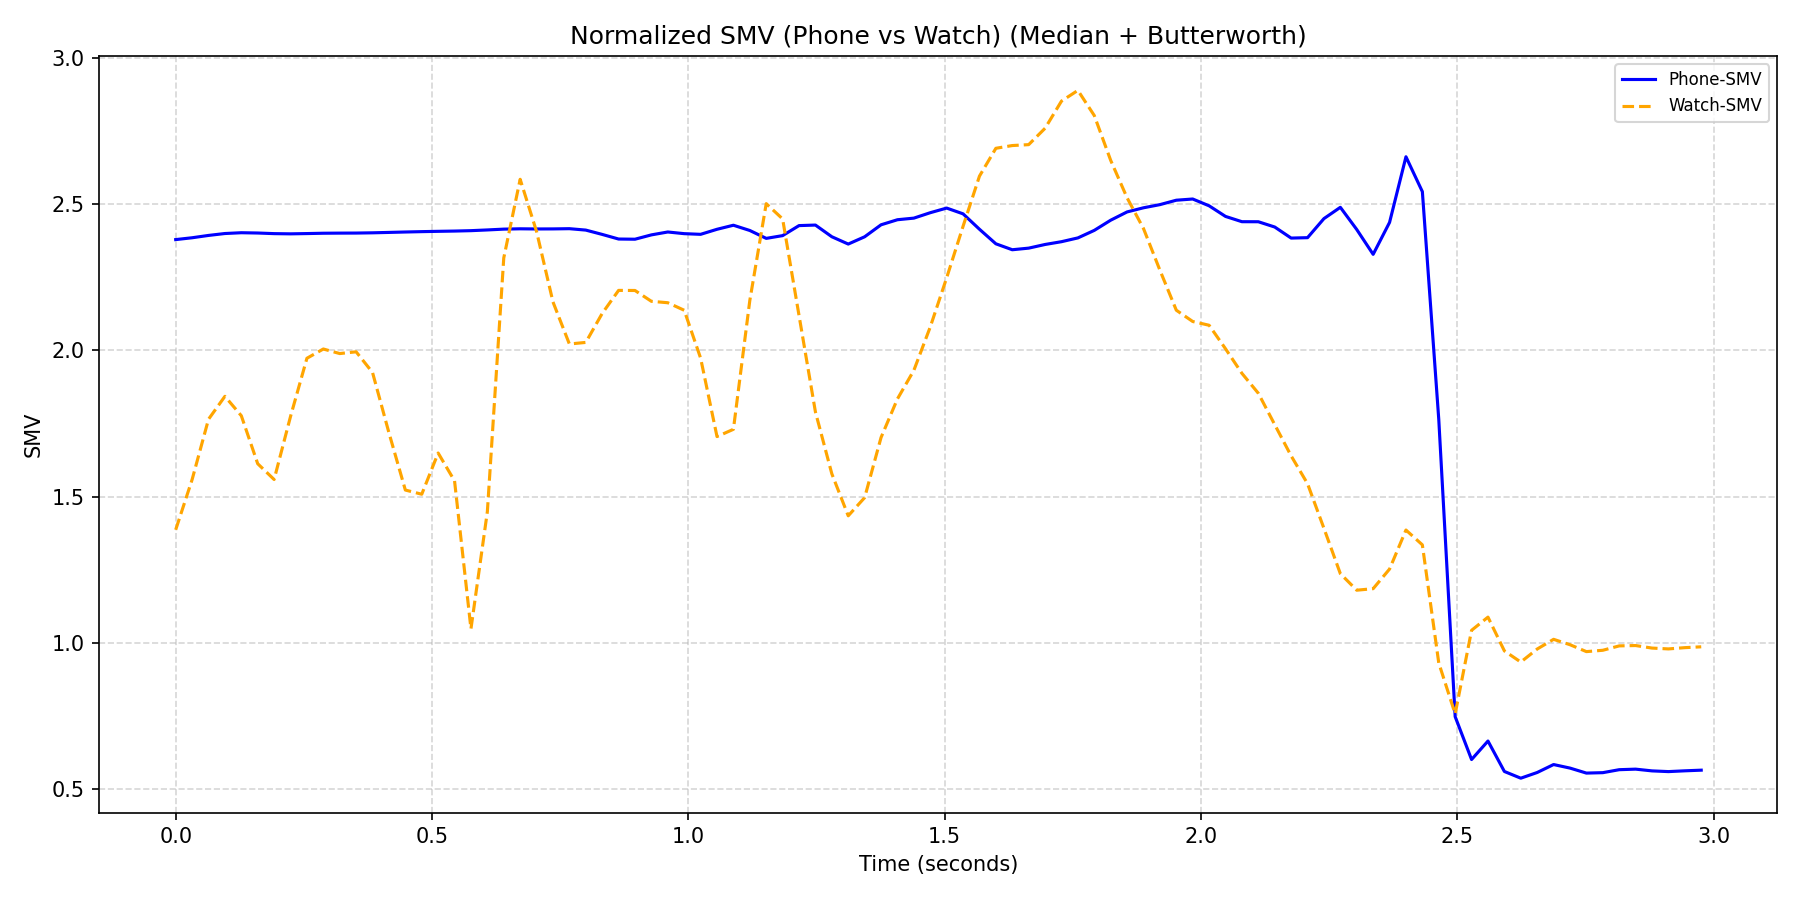 Normalized SMV (Phone vs Watch) (Median + Butterworth)
Phone-SMV
Watch-SMV
SMV
3.0
2.5
2.0
1.5
1.0
0.5
0.0 0.5 1.0 1.5 2.0 2.5 3.0
Time (seconds)